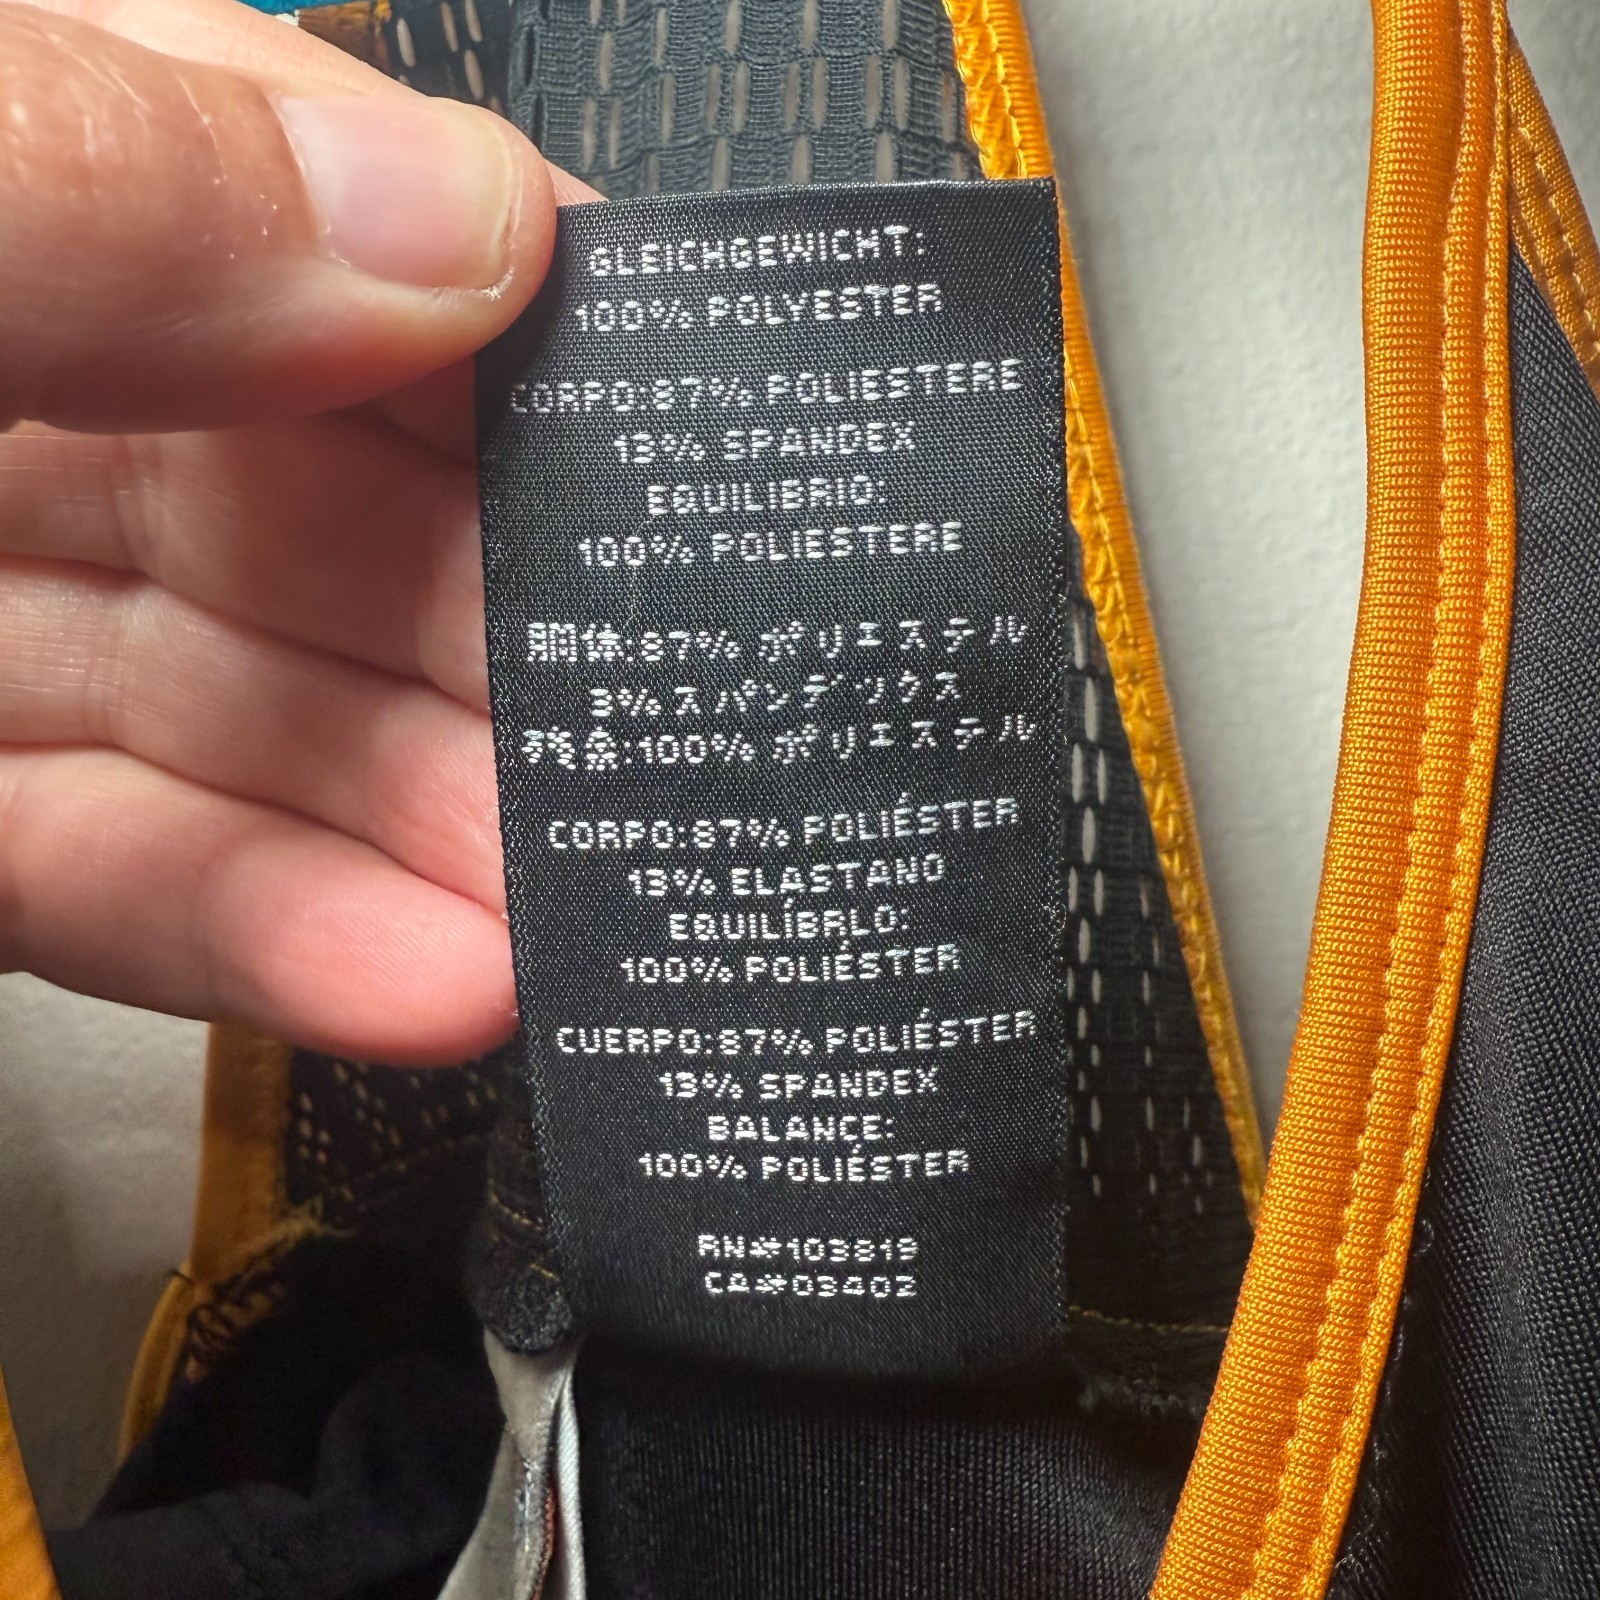 GLEICHGEWICHT:
100% POLYESTER
CORPO:87% POLIESTERE
13% SPANDEX
EQUILIBRIO:
100% POLIESTERE
胴体:87% ポリエステル
3% スパンデックス
残余:100% ポリエステル
CORPO:87% POLIÉSTER
13% ELASTANO
EQUILÍBRLO:
100% POLIÉSTER
CUERPO:87% POLIÉSTER
13% SPANDEX
BALANCE:
100% POLIÉSTER
RN#103819
CA#03402